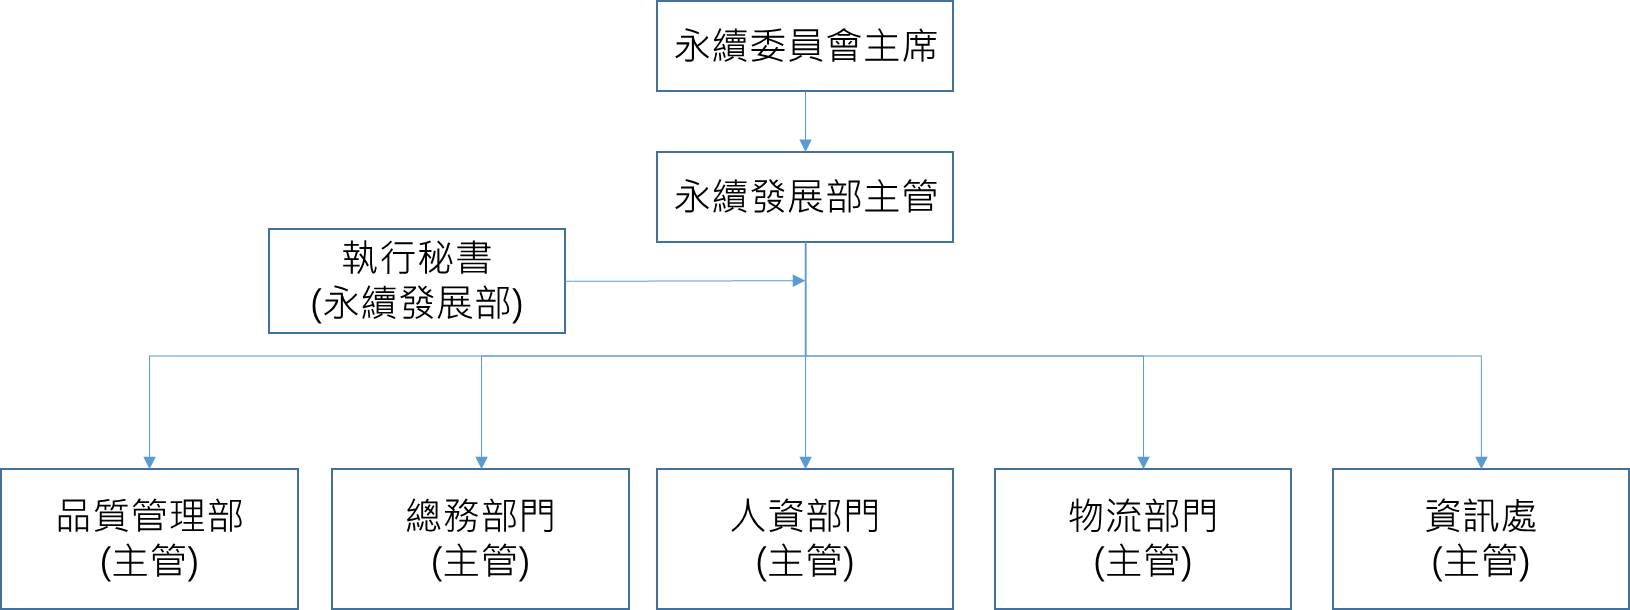 永續委員會主席
永續發展部主管
執行秘書
(永續發展部)
品質管理部
(主管)
總務部門
(主管)
人資部門
(主管)
物流部門
(主管)
資訊處
(主管)